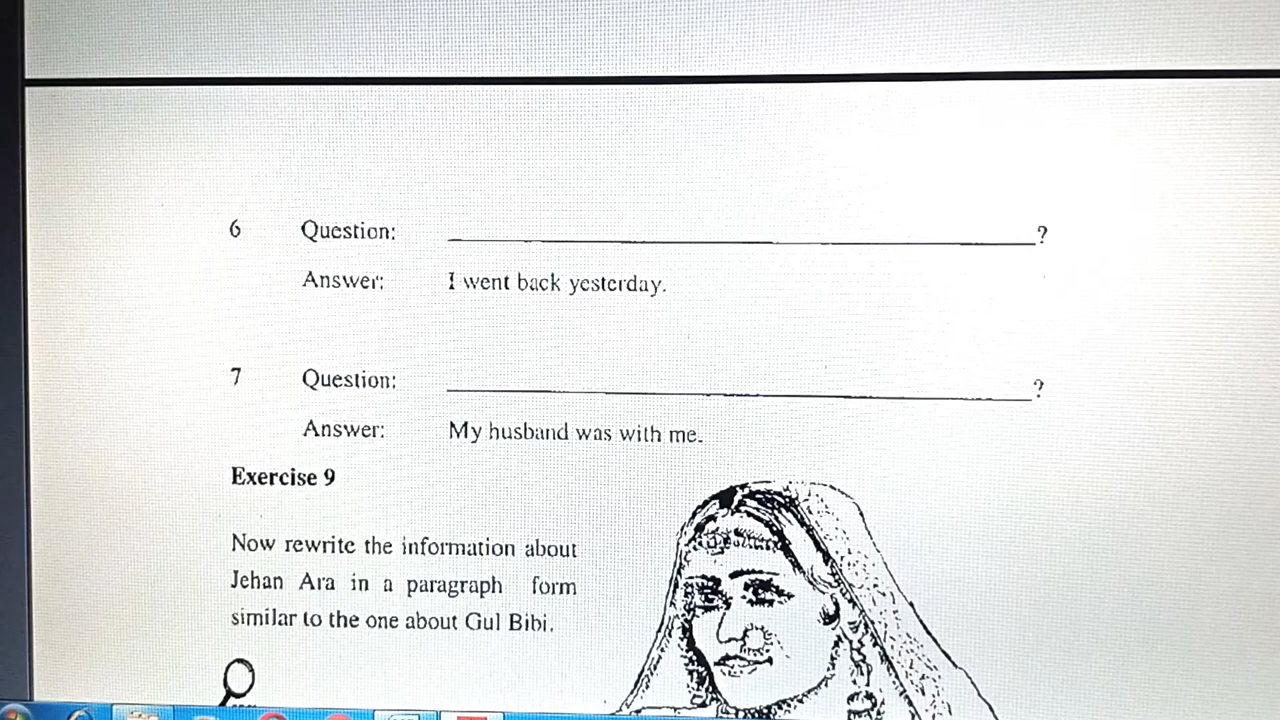 6 Question: ?
Answer: I went back yesterday.
7 Question: ?
Answer: My husband was with me.
Exercise 9
Now rewrite the information about
Jehan Ara in a paragraph form
similar to the one about Gul Bibi.